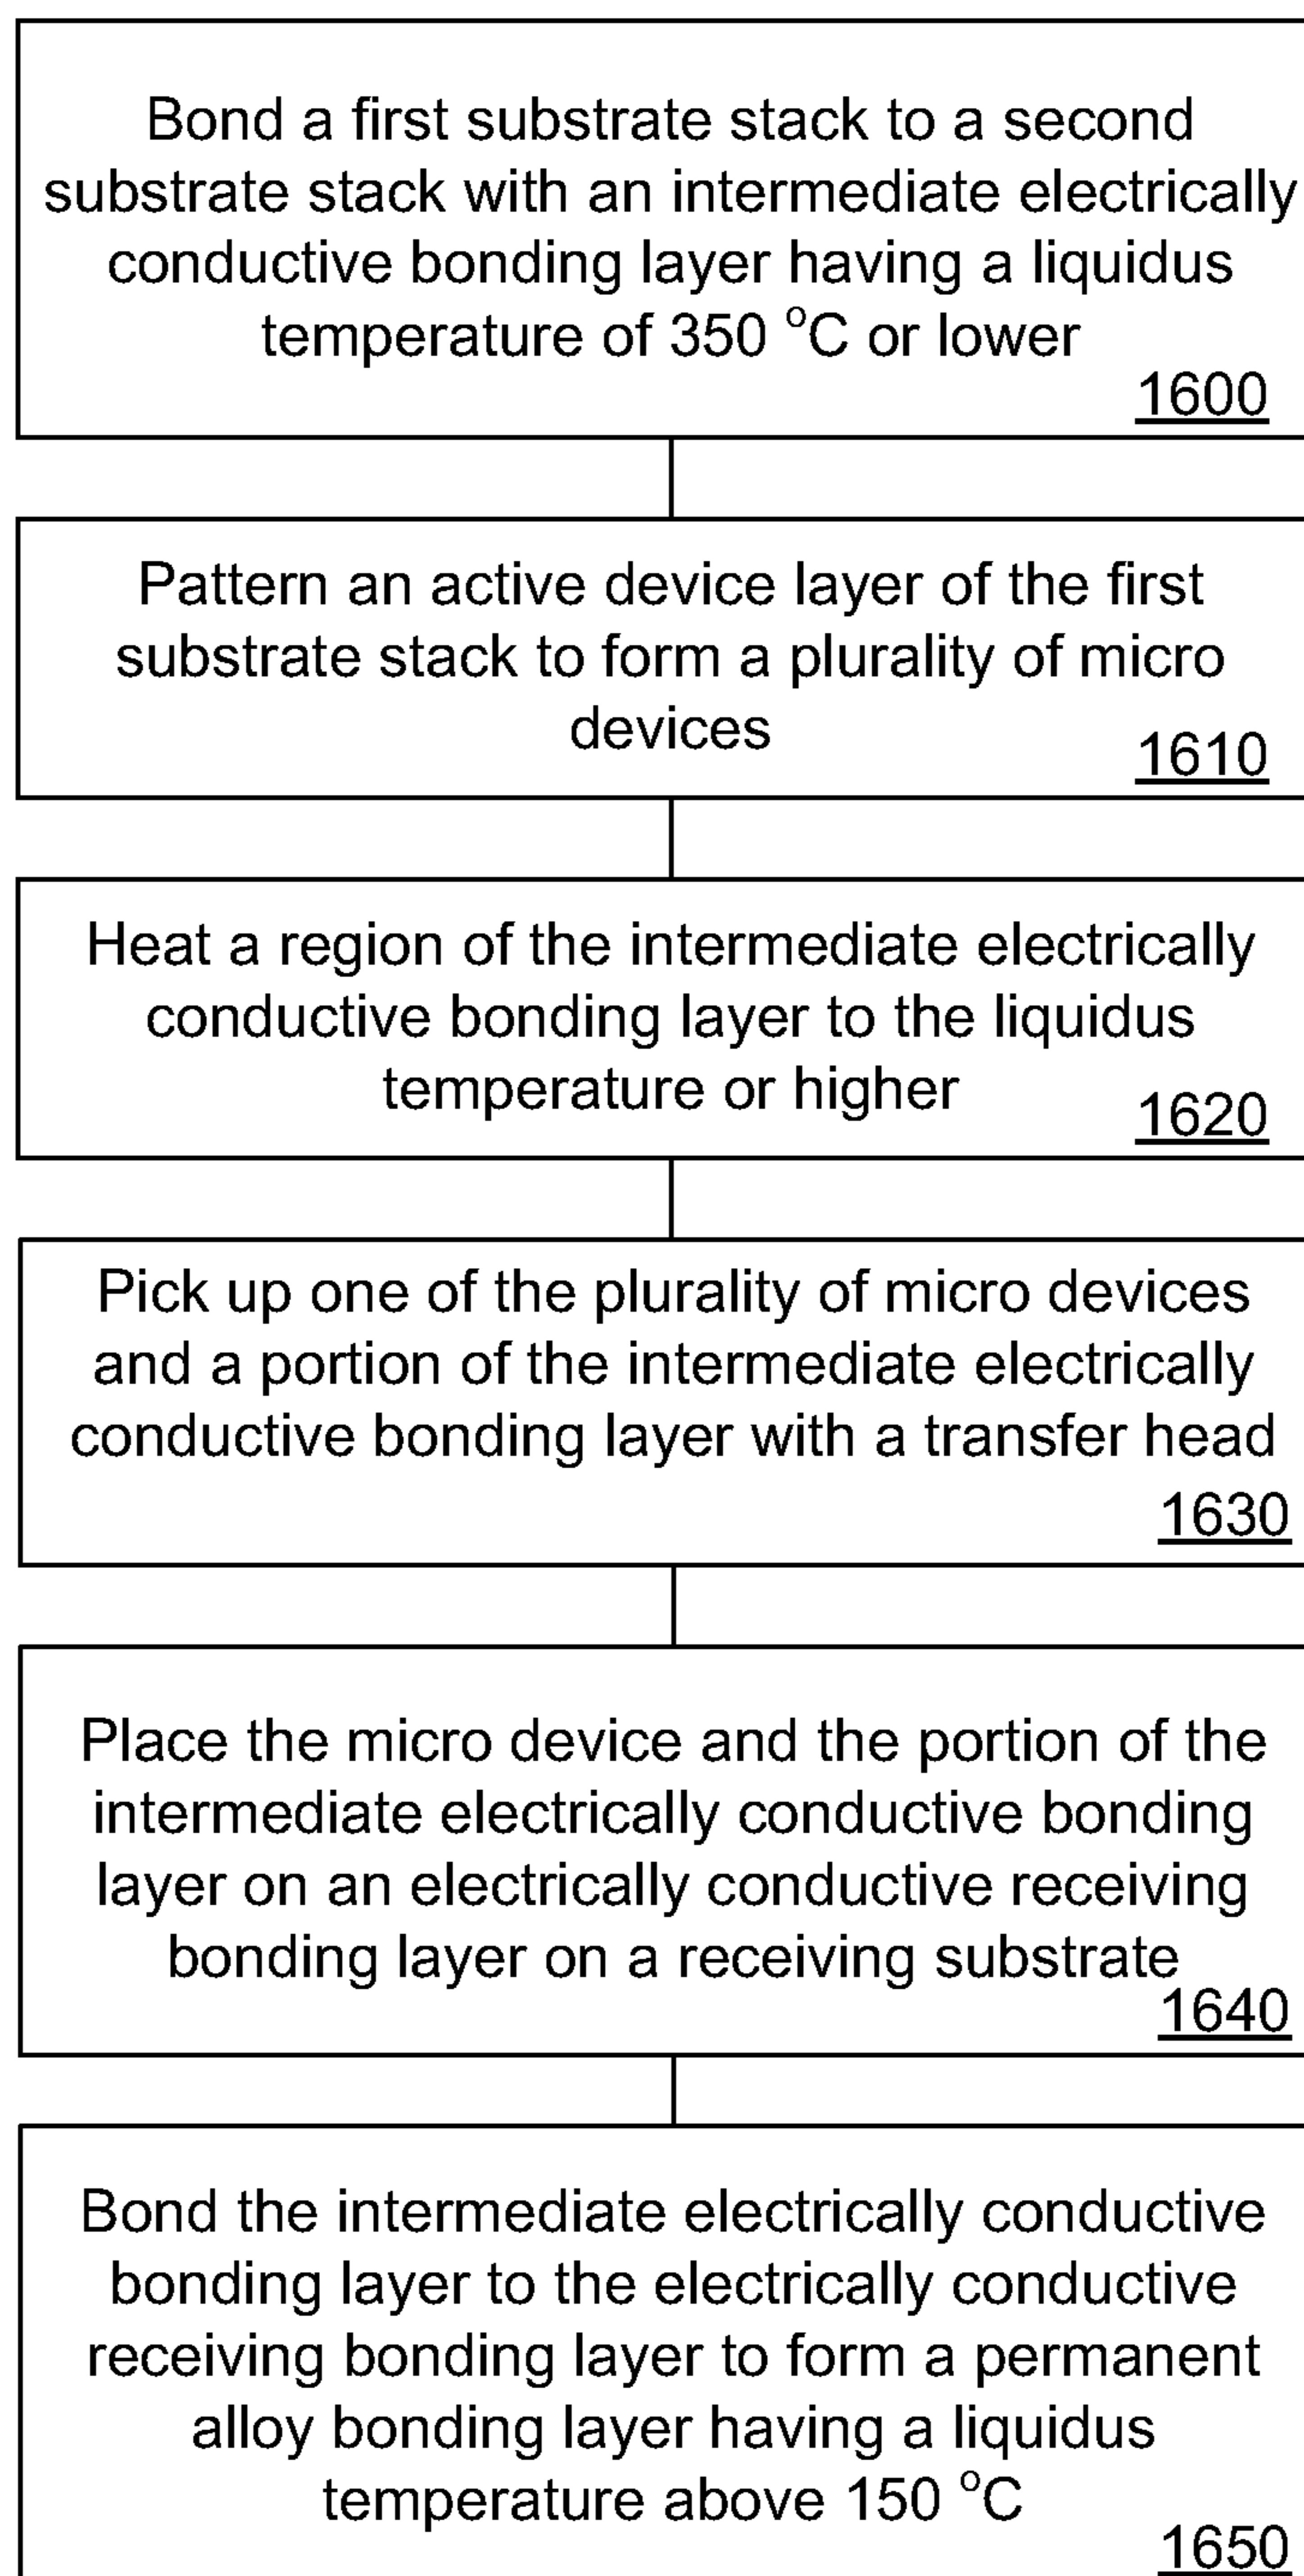 Bond a first substrate stack to a second
substrate stack with an intermediate electrically
conductive bonding layer having a liquidus
temperature of 350 °C or lower
1600
Pattern an active device layer of the first
substrate stack to form a plurality of micro
devices
1610
Heat a region of the intermediate electrically
conductive bonding layer to the liquidus
temperature or higher
1620
Pick up one of the plurality of micro devices
and a portion of the intermediate electrically
conductive bonding layer with a transfer head
1630
Place the micro device and the portion of the
intermediate electrically conductive bonding
layer on an electrically conductive receiving
bonding layer on a receiving substrate
1640
Bond the intermediate electrically conductive
bonding layer to the electrically conductive
receiving bonding layer to form a permanent
alloy bonding layer having a liquidus
temperature above 150 °C
1650